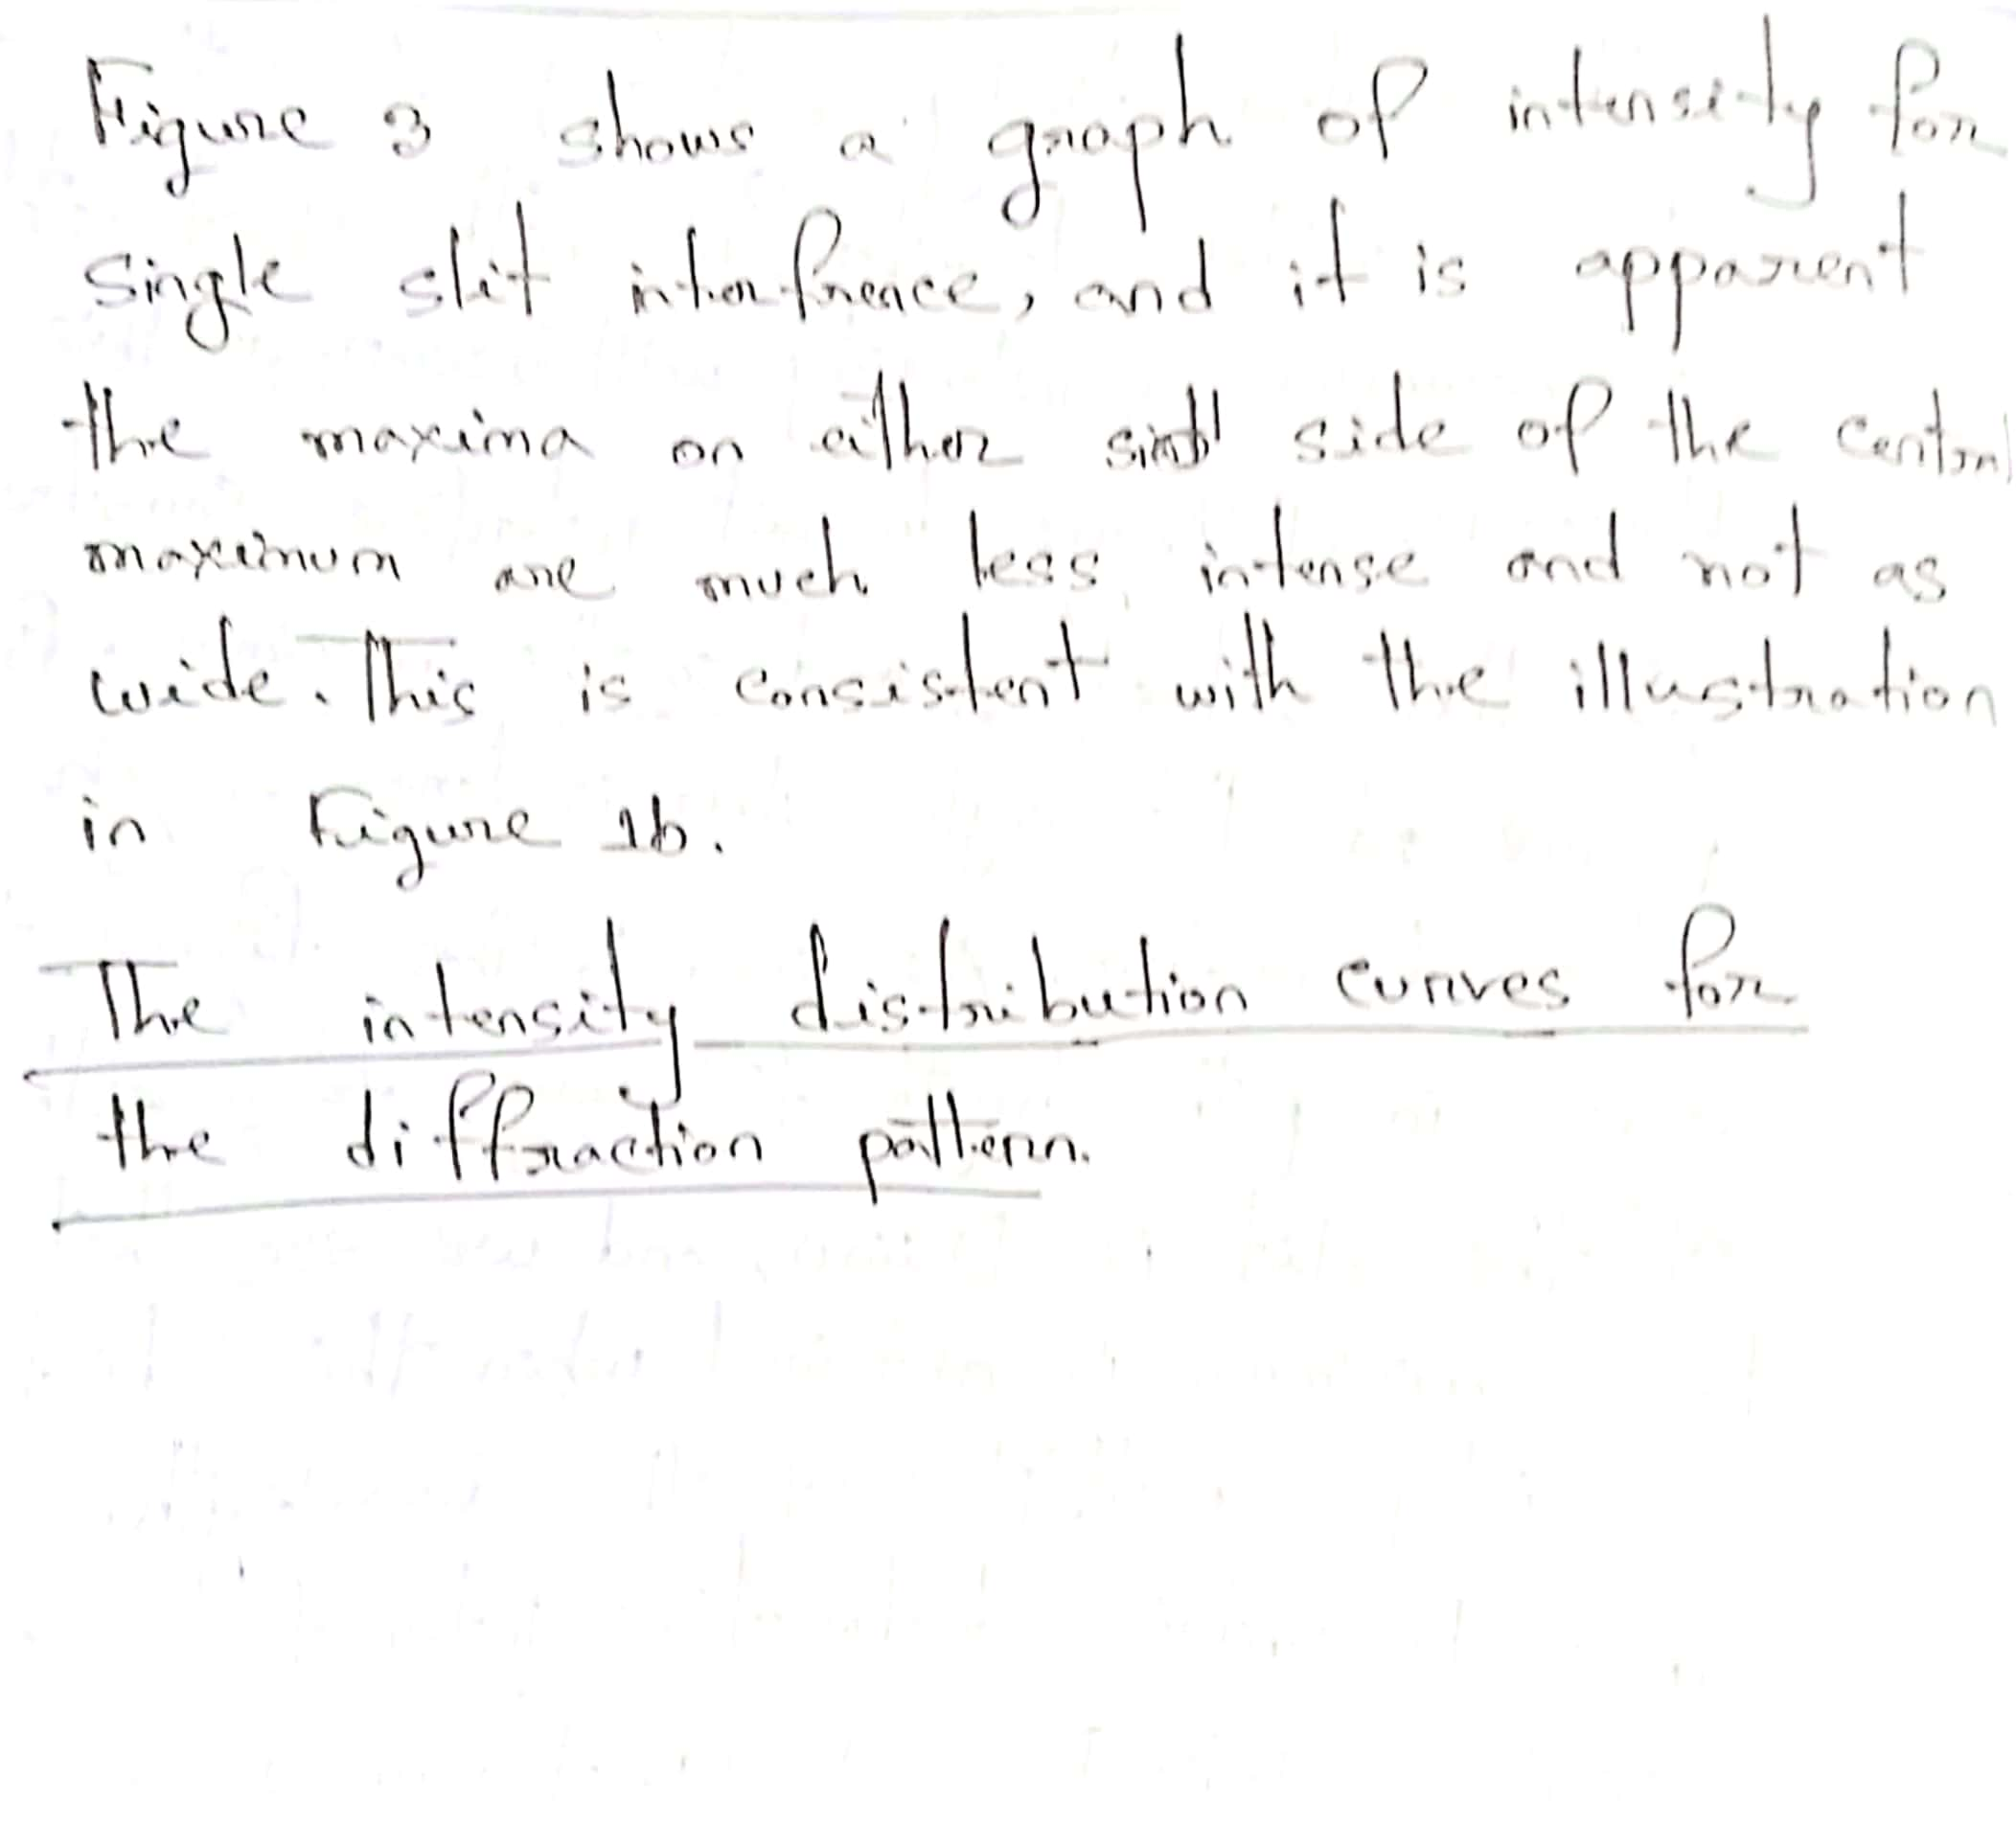 Figure 3 shows a graph of intensity for
single slit interfrence, and it is apparent
the maxima on either side of the central
maximum are much less intense and not as
wide. This is consistent with the illustration
in Figure 1b.
The intensity distribution curves for
the diffraction pattern.